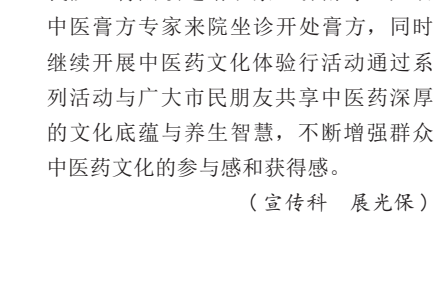 中医膏方专家来院坐诊开处膏方，同时
继续开展中医药文化体验行活动通过系
列活动与广大市民朋友共享中医药深厚
的文化底蕴与养生智慧，不断增强群众
中医药文化的参与感和获得感。
（宣传科　展光保）